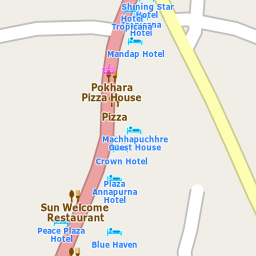 Shining Star
Hotel
Hotel
Tropicana
Hotel
Mandap Hotel
Pokhara
Pizza House
Pizza
Machhapuchhre
Guest House
Crown Hotel
Plaza
Annapurna
Hotel
Sun Welcome
Restaurant
Peace Plaza
Hotel
Blue Haven